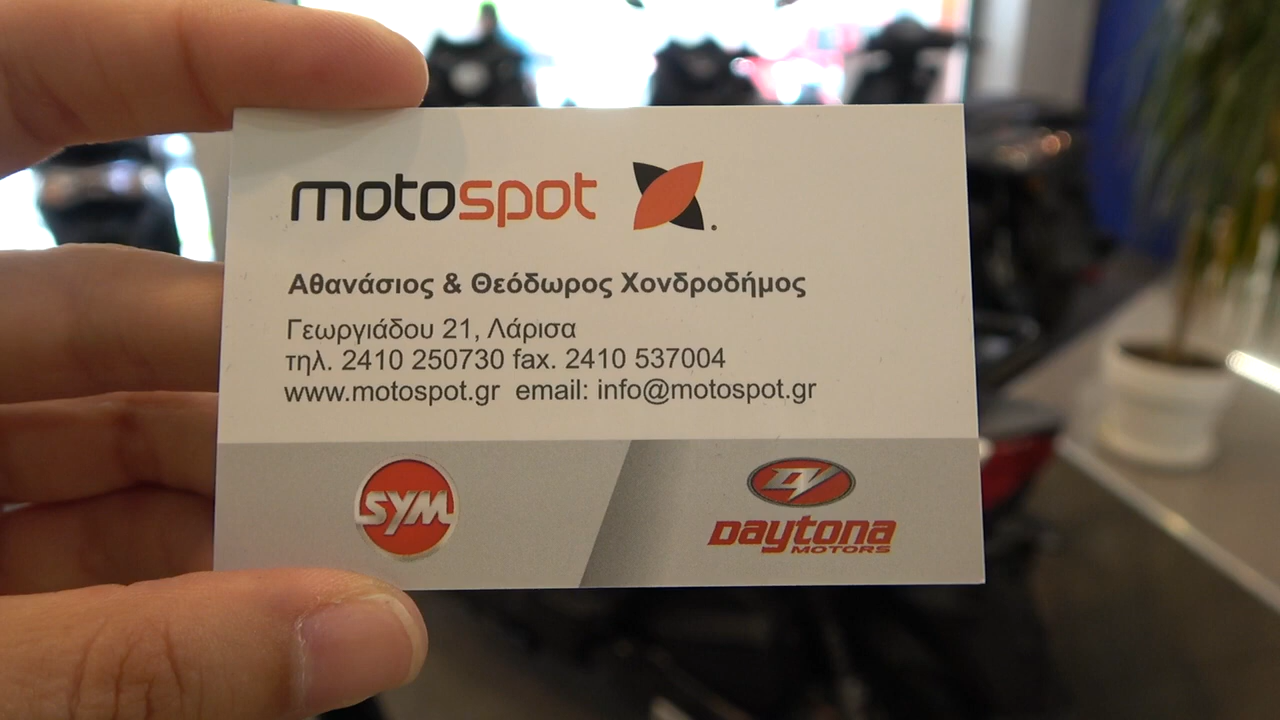 motospot
Αθανάσιος & Θεόδωρος Χονδροδήμος
Γεωργιάδου 21, Λάρισα
τηλ. 2410 250730 fax. 2410 537004
www.motospot.gr email: info@motospot.gr
SYM
DV
Daytona
MOTORS